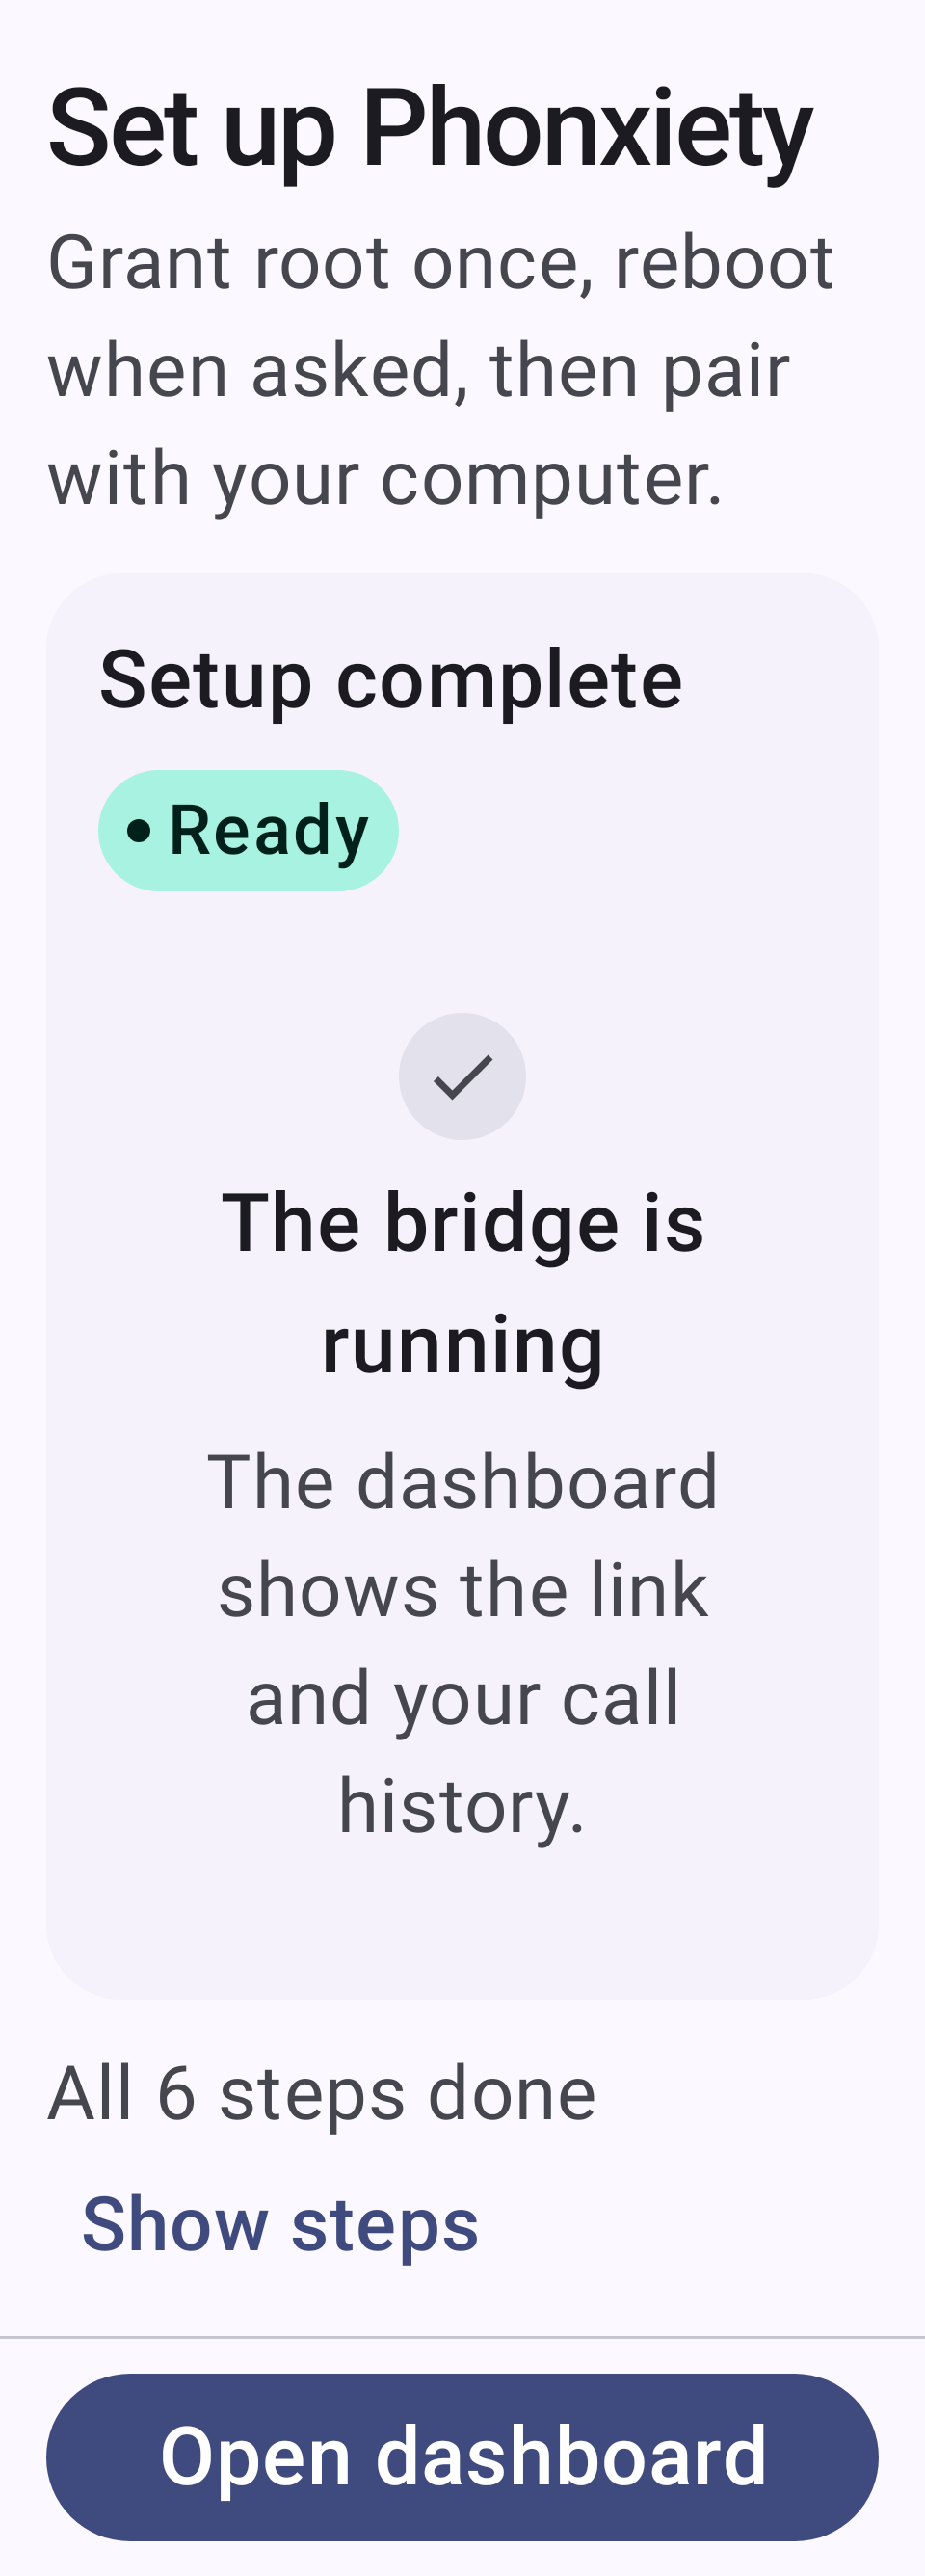 Set up Phonxiety
Grant root once, reboot
when asked, then pair
with your computer.
Setup complete
Ready
The bridge is
running
The dashboard
shows the link
and your call
history.
All 6 steps done
Show steps
Open dashboard